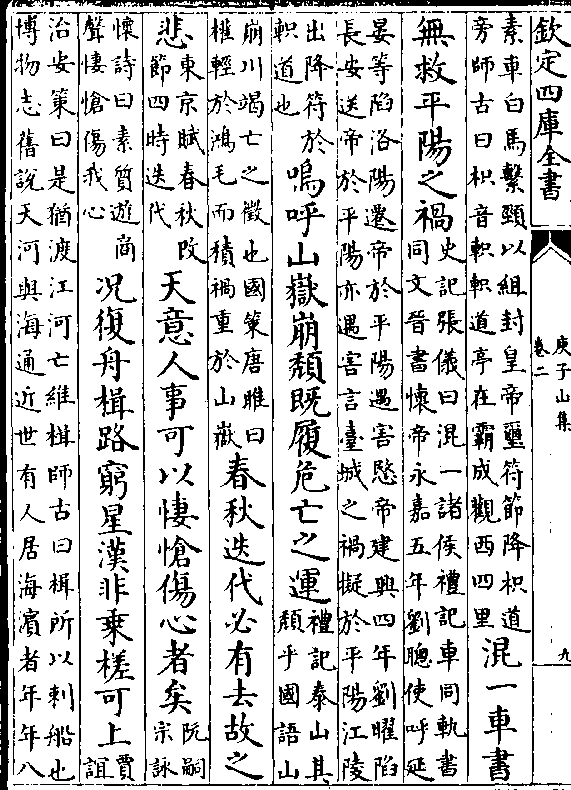 欽定四庫全書
庚子山集
卷二
九
素車白馬繫頸以組封皇帝璽符節降枳道
旁師古曰枳音軹軹道亭在霸成觀西四里
混一車書
無救平陽之禍
史記張儀曰混一諸侯禮記車同軌書
同文晉書懷帝永嘉五年劉聰使呼延
晏等陷洛陽遷帝於平陽遇害愍帝建興四年劉曜陷
長安送帝於平陽亦遇害言臺城之禍擬於平陽江陵
出降符於
軹道也
嗚呼山嶽崩頹既履危亡之運
禮記泰山其
頹乎國語山
崩川竭亡之徵也國策唐雎曰
權輕於鴻毛而積禍重於山嶽
春秋迭代必有去故之
悲
東京賦春秋改
節四時迭代
天意人事可以悽愴傷心者矣
阮嗣
宗詠
懷詩曰素質遊商
聲悽愴傷我心
況復舟楫路窮星漢非乘槎可上
賈
誼
治安策曰是猶渡江河亡維楫師古曰楫所以刺船也
博物志舊說天河與海通近世有人居海濱者年年八